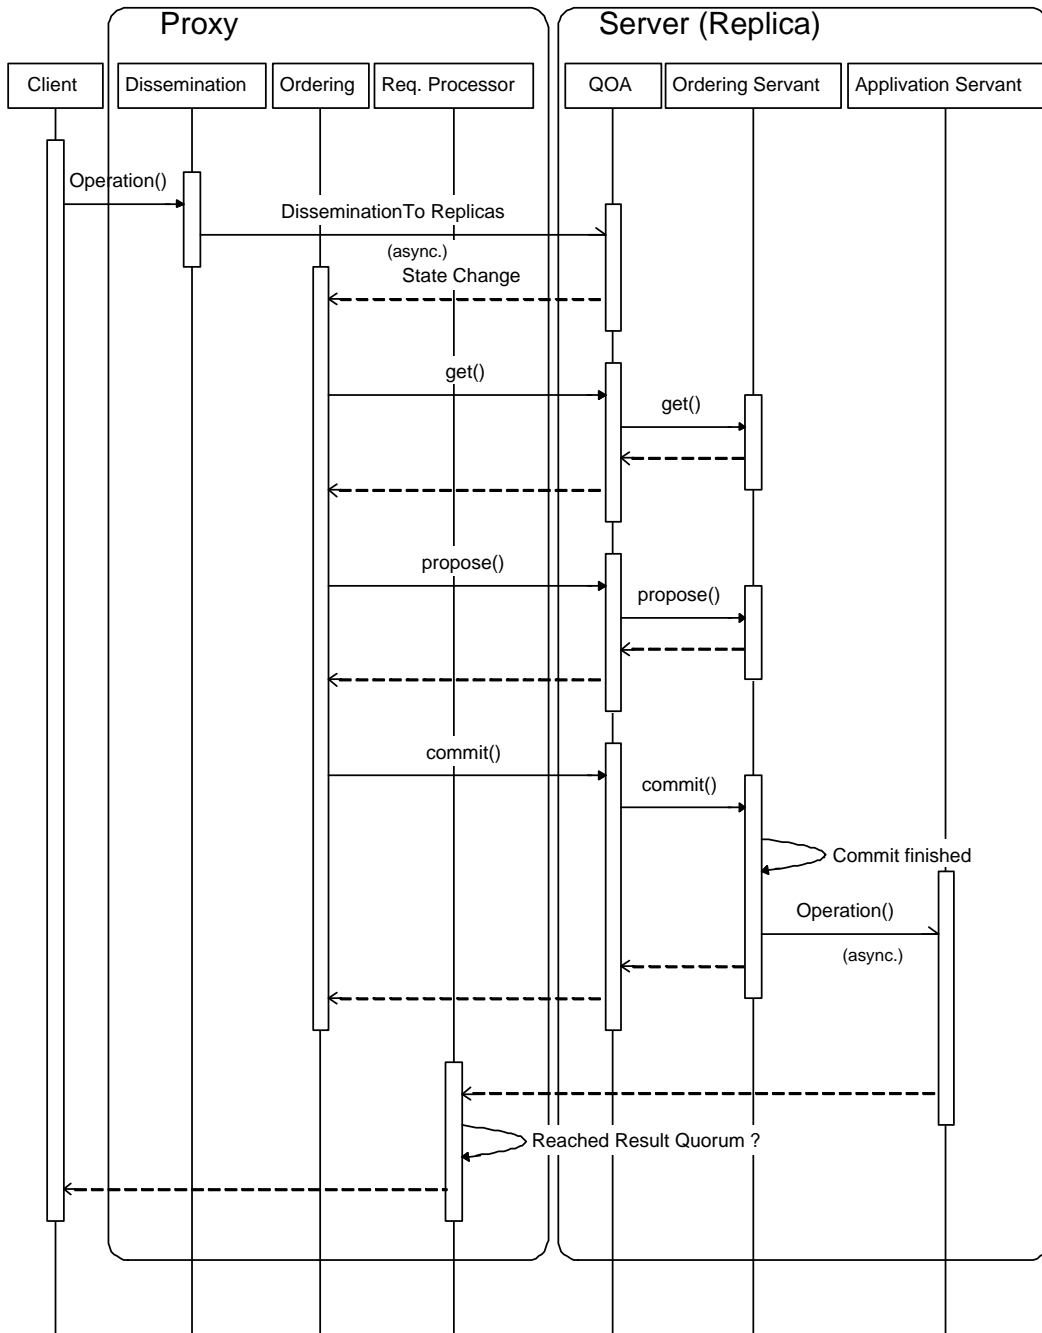 Proxy
Server (Replica)
Client
Dissemination
Ordering
Req. Processor
QOA
Ordering Servant
Applivation Servant
Operation()
DisseminationTo Replicas
(async.)
State Change
get()
get()
propose()
propose()
commit()
commit()
Commit finished
Operation()
(async.)
Reached Result Quorum ?